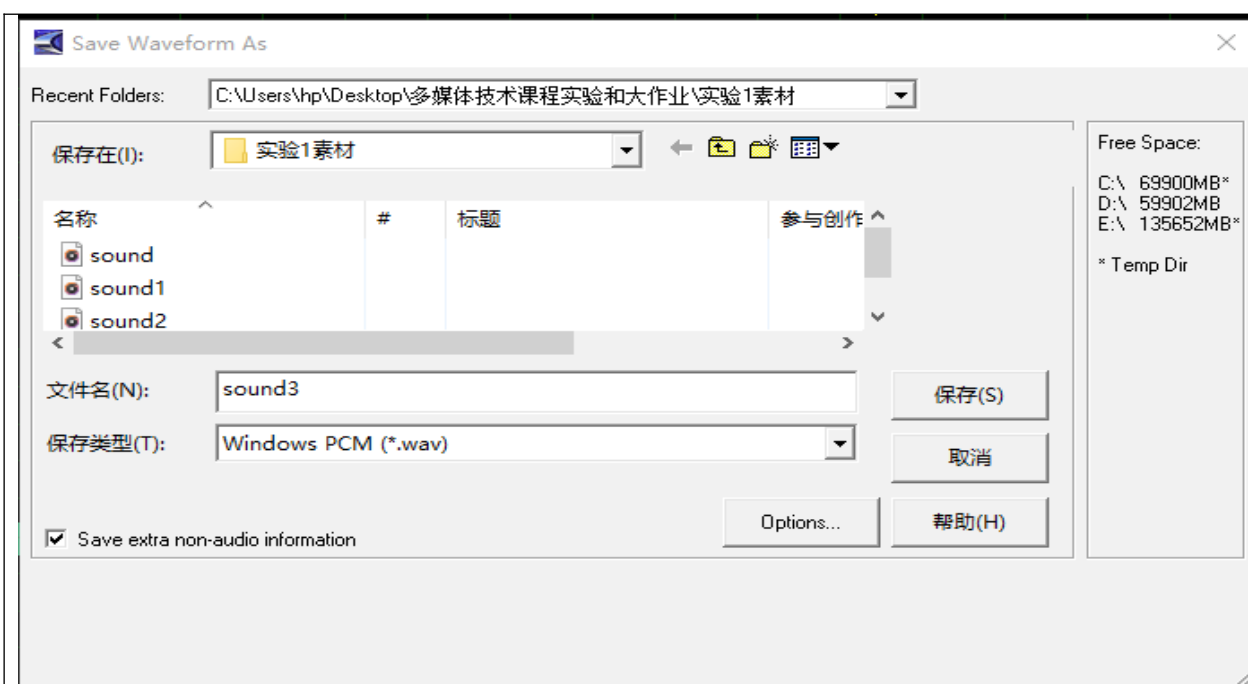 Save Waveform As
Recent Folders: C:\Users\hp\Desktop\多媒体技术课程实验和大作业\实验1素材
保存在(I): 实验1素材
名称 # 标题 参与创作
sound
sound1
sound2
文件名(N): sound3
保存类型(T): Windows PCM (*.wav)
保存(S)
取消
Options...
帮助(H)
Save extra non-audio information
Free Space:
C:\ 69900MB*
D:\ 59902MB
E:\ 135652MB*
* Temp Dir